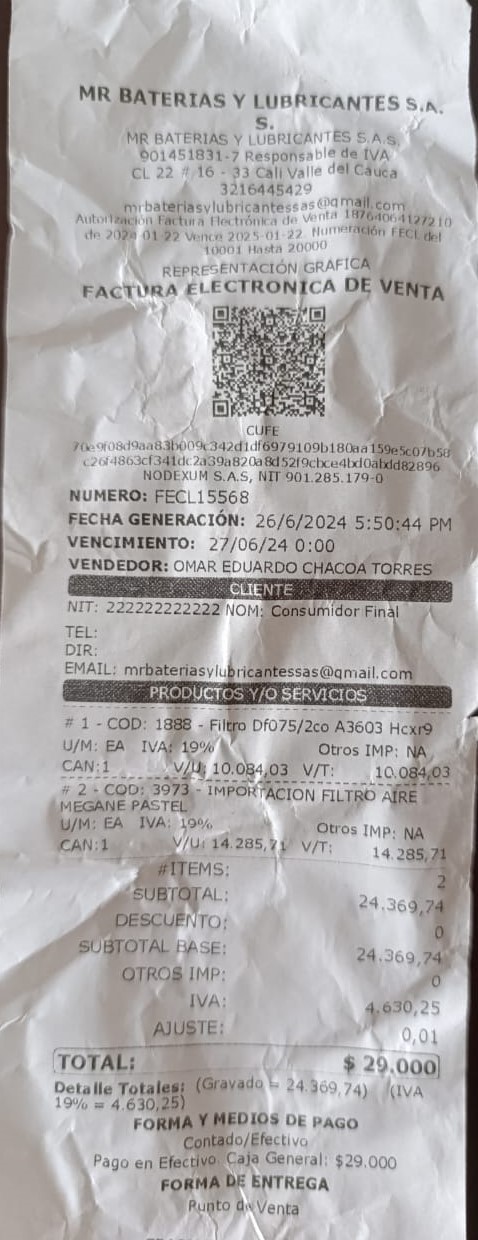 MR BATERIAS Y LUBRICANTES S.A.
S.
MR BATERIAS Y LUBRICANTES S.A.S.
901451831-7 Responsable de IVA
CL 22 # 16 - 33 Cali Valle del Cauca
3216445429
mrbateriasylubricantessas@gmail.com
Autorización Factura Electrónica de Venta 18764064127210
de 2024-01-22 Vence 2025-01-22. Numeración FECL del
10001 Hasta 20000
REPRESENTACIÓN GRAFICA
FACTURA ELECTRONICA DE VENTA
CUFE
NODEXUM S.A.S, NIT 901.285.179-0
NUMERO: FECL15568
FECHA GENERACIÓN: 26/6/2024 5:50:44 PM
VENCIMIENTO: 27/06/24 0:00
VENDEDOR: OMAR EDUARDO CHACOA TORRES
CLIENTE
NIT: 222222222222 NOM: Consumidor Final
TEL:
DIR:
EMAIL: mrbateriasylubricantessas@gmail.com
PRODUCTOS Y/O SERVICIOS
# 1 - COD: 1888 - Filtro Df075/2co A3603 Hcxr9
U/M: EA IVA: 19% Otros IMP: NA
CAN:1 V/U: 10.084,03 V/T: 10.084,03
# 2 - COD: 3973 - IMPORTACION FILTRO AIRE
MEGANE PASTEL
U/M: EA IVA: 19% Otros IMP: NA
CAN:1 V/U: 14.285,71 V/T: 14.285,71
#ITEMS: 2
SUBTOTAL: 24.369,74
DESCUENTO: 0
SUBTOTAL BASE: 24.369,74
OTROS IMP: 0
IVA: 4.630,25
AJUSTE: 0,01
TOTAL: $ 29.000
Detalle Totales: (Gravado = 24.369,74) (IVA
19% = 4.630,25)
FORMA Y MEDIOS DE PAGO
Contado/Efectivo
Pago en Efectivo. Caja General: $29.000
FORMA DE ENTREGA
Punto de Venta